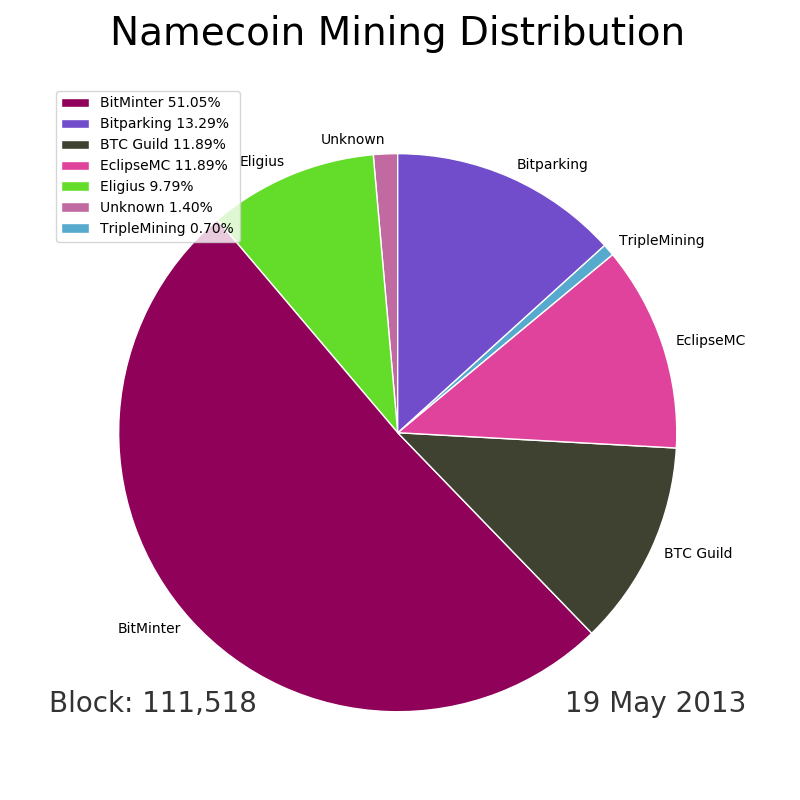 Namecoin Mining Distribution
BitMinter 51.05%
Bitparking 13.29%
BTC Guild 11.89%
EclipseMC 11.89%
Eligius 9.79%
Unknown 1.40%
TripleMining 0.70%
Unknown
Eligius
Bitparking
TripleMining
EclipseMC
BTC Guild
BitMinter
Block: 111,518
19 May 2013